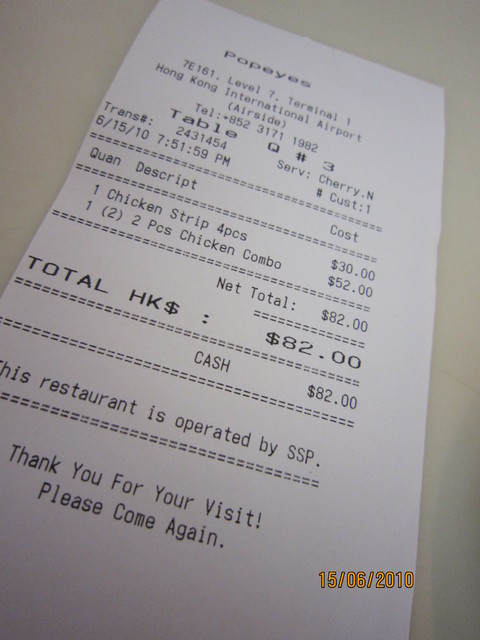 Popeyes
7E161, Level 7, Terminal 1
Hong Kong International Airport
(Airside)
Tel:+852 3171 1982
Table Q # 3
Trans#: 2431454 Serv: Cherry.N
6/15/10 7:51:59 PM # Cust:1
================================
Quan Descript Cost
================================
1 Chicken Strip 4pcs $30.00
1 (2) 2 Pcs Chicken Combo $52.00
================================
Net Total: $82.00
============
TOTAL HK$ : $82.00
================================
CASH $82.00
================================
his restaurant is operated by SSP.
================================
Thank You For Your Visit!
Please Come Again.
15/06/2010